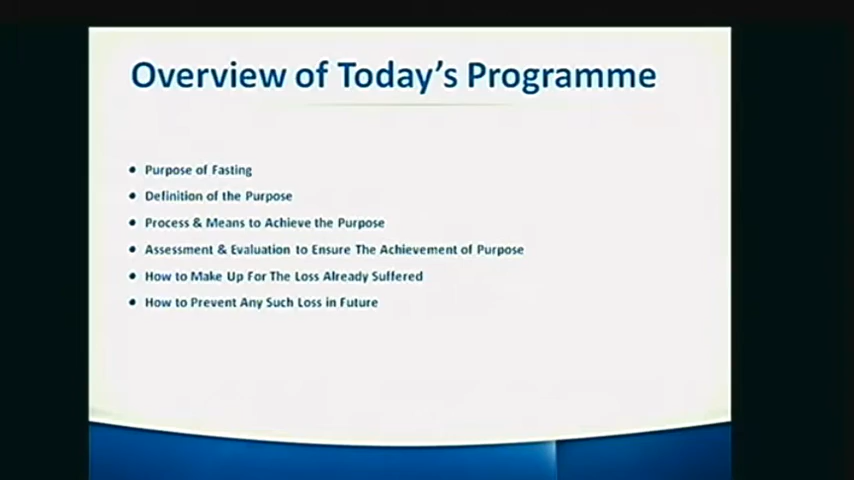 Overview of Today's Programme
• Purpose of Fasting
• Definition of the Purpose
• Process & Means to Achieve the Purpose
• Assessment & Evaluation to Ensure The Achievement of Purpose
• How to Make Up For The Loss Already Suffered
• How to Prevent Any Such Loss in Future